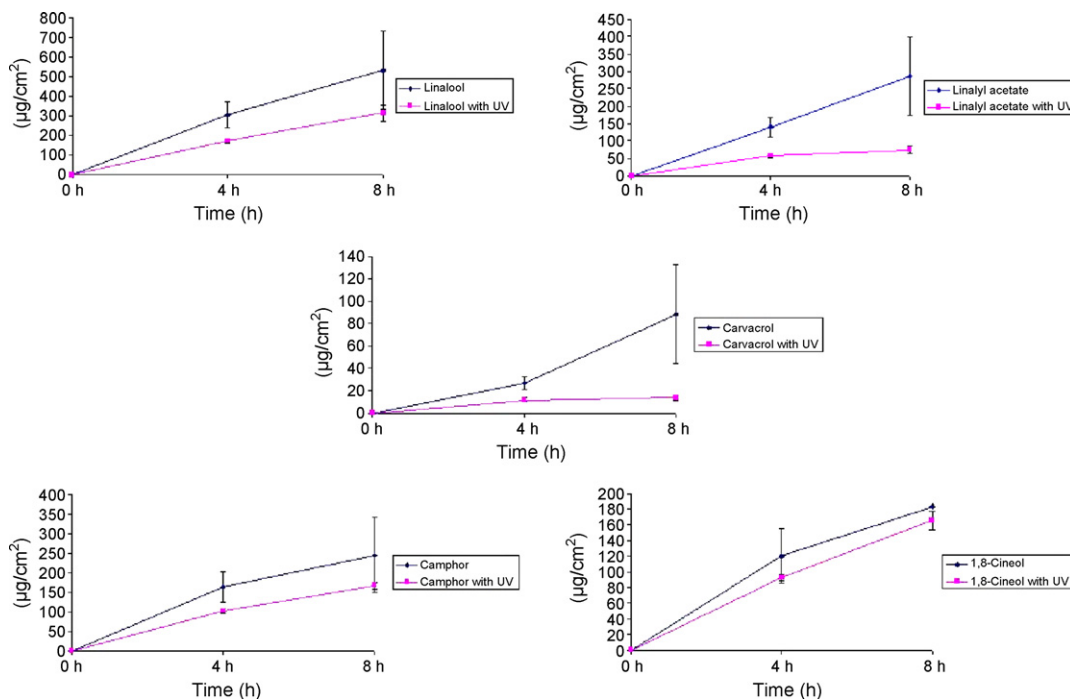 (µg/cm²)
800
700
600
500
400
300
200
100
0
0 h
4 h
8 h
Time (h)
Linalool
Linalool with UV
(µg/cm²)
450
400
350
300
250
200
150
100
50
0
0 h
4 h
8 h
Time (h)
Linalyl acetate
Linalyl acetate with UV
(µg/cm²)
140
120
100
80
60
40
20
0
0 h
4 h
8 h
Time (h)
Carvacrol
Carvacrol with UV
(µg/cm²)
400
350
300
250
200
150
100
50
0
0 h
4 h
8 h
Time (h)
Camphor
Camphor with UV
(µg/cm²)
200
180
160
140
120
100
80
60
40
20
0
0 h
4 h
8 h
Time (h)
1,8-Cineol
1,8-Cineol with UV